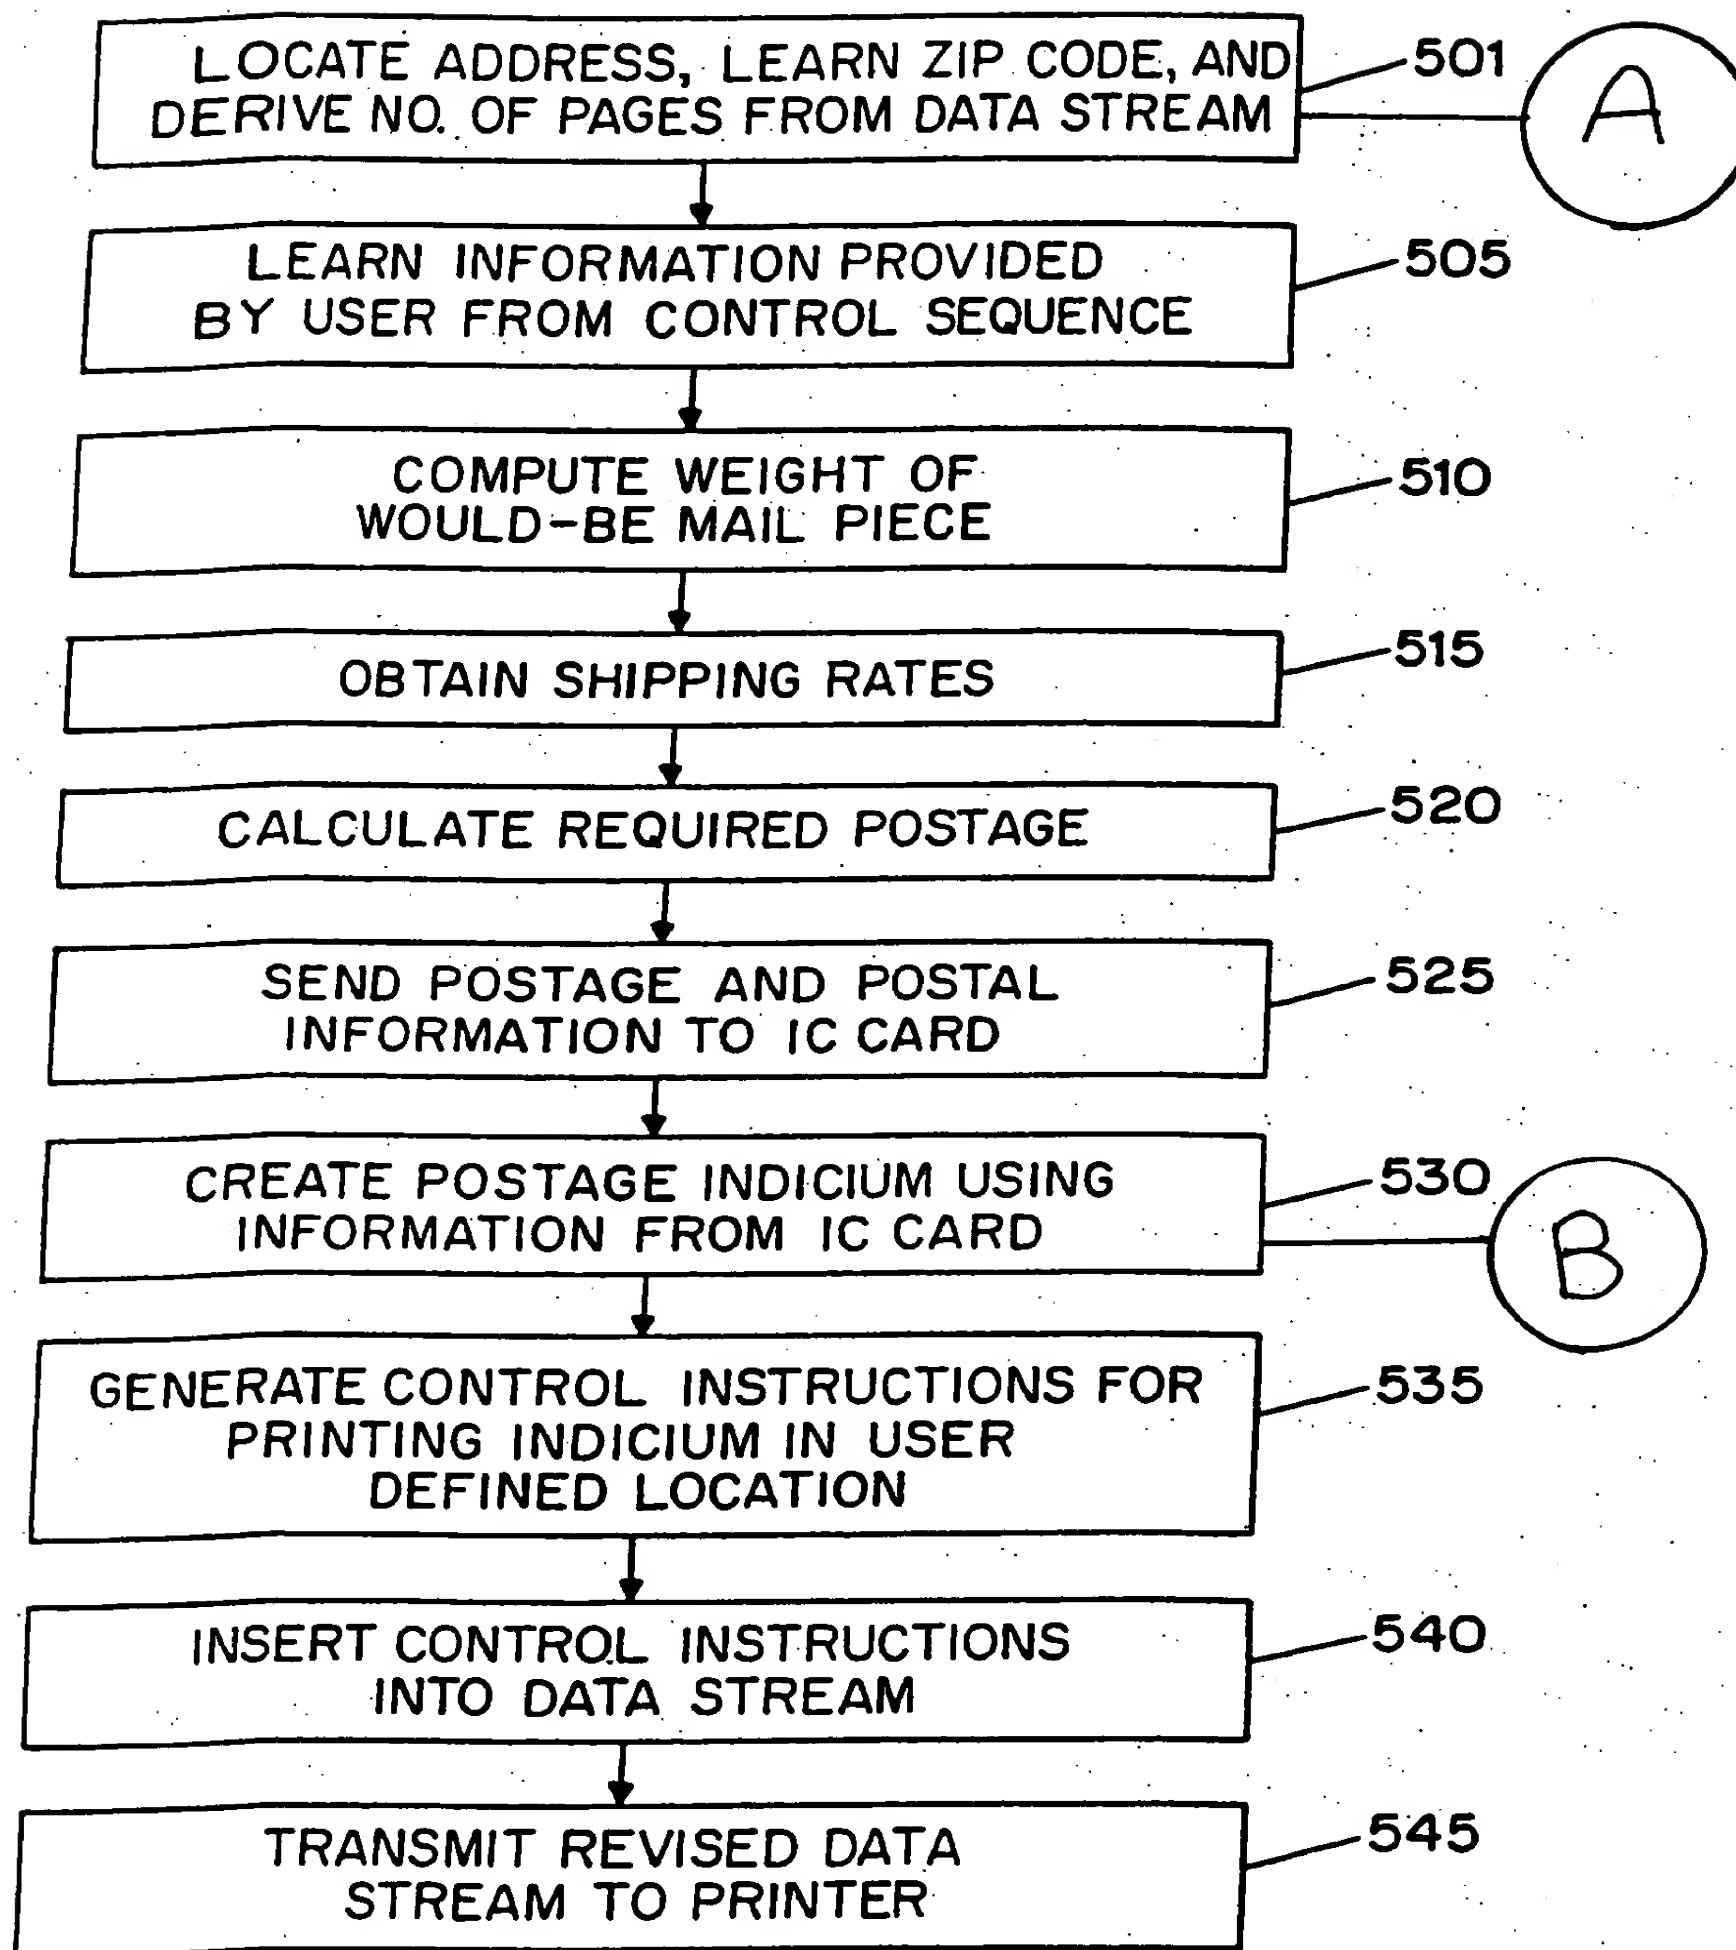 LOCATE ADDRESS, LEARN ZIP CODE, AND
DERIVE NO. OF PAGES FROM DATA STREAM
501
A
LEARN INFORMATION PROVIDED
BY USER FROM CONTROL SEQUENCE
505
COMPUTE WEIGHT OF
WOULD-BE MAIL PIECE
510
OBTAIN SHIPPING RATES
515
CALCULATE REQUIRED POSTAGE
520
SEND POSTAGE AND POSTAL
INFORMATION TO IC CARD
525
CREATE POSTAGE INDICIUM USING
INFORMATION FROM IC CARD
530
B
GENERATE CONTROL INSTRUCTIONS FOR
PRINTING INDICIUM IN USER
DEFINED LOCATION
535
INSERT CONTROL INSTRUCTIONS
INTO DATA STREAM
540
TRANSMIT REVISED DATA
STREAM TO PRINTER
545